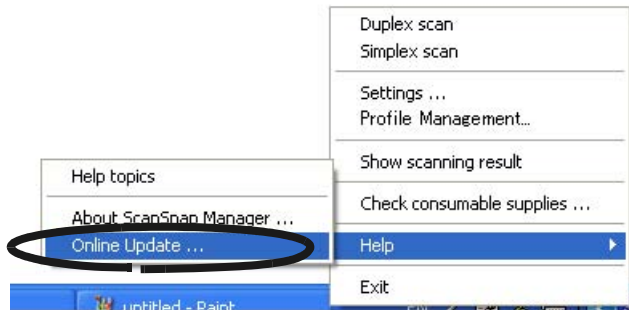 Duplex scan
Simplex scan
Settings ...
Profile Management...
Show scanning result
Check consumable supplies ...
Help
Exit
Help topics
About ScanSnap Manager ...
Online Update ...
untitled - Paint